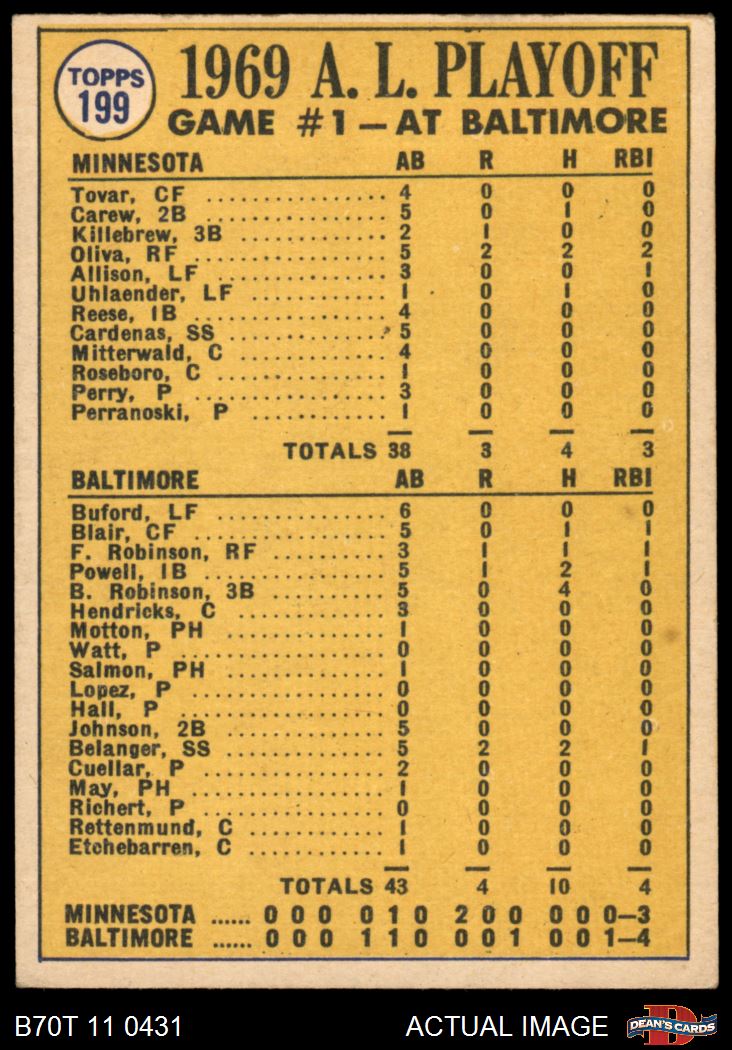 TOPPS 199
1969 A. L. PLAYOFF
GAME #1 — AT BALTIMORE
MINNESOTA AB R H RBI
Tovar, CF .................. 4 0 0 0
Carew, 2B .................. 5 0 1 0
Killebrew, 3B .............. 2 1 0 0
Oliva, RF .................. 5 2 2 2
Allison, LF ................ 3 0 0 1
Uhlaender, LF .............. 1 0 1 0
Reese, 1B .................. 4 0 0 0
Cardenas, SS ............... 5 0 0 0
Mitterwald, C .............. 4 0 0 0
Roseboro, C ................ 1 0 0 0
Perry, P ................... 3 0 0 0
Perranoski, P .............. 1 0 0 0
TOTALS 38 3 4 3
BALTIMORE AB R H RBI
Buford, LF ................. 6 0 0 0
Blair, CF .................. 5 0 1 1
F. Robinson, RF ............ 3 1 1 1
Powell, 1B ................. 5 1 2 1
B. Robinson, 3B ............ 5 0 4 0
Hendricks, C ............... 3 0 0 0
Motton, PH ................. 1 0 0 0
Watt, P .................... 0 0 0 0
Salmon, PH ................. 1 0 0 0
Lopez, P ................... 0 0 0 0
Hall, P .................... 0 0 0 0
Johnson, 2B ................ 5 0 0 0
Belanger, SS ............... 5 2 2 1
Cuellar, P ................. 2 0 0 0
May, PH .................... 1 0 0 0
Richert, P ................. 0 0 0 0
Rettenmund, C .............. 1 0 0 0
Etchebarren, C ............. 1 0 0 0
TOTALS 43 4 10 4
MINNESOTA ...... 0 0 0 0 1 0 2 0 0 0 0 0—3
BALTIMORE ...... 0 0 0 1 1 0 0 0 1 0 0 1—4
B70T 11 0431 ACTUAL IMAGE D DEAN'S CARDS